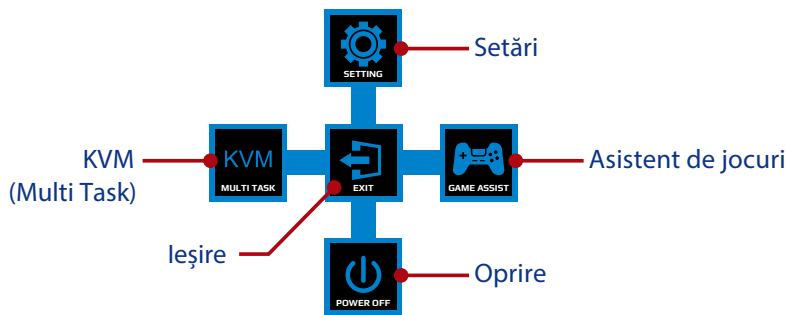 SETTING
Setări
KVM
(Multi Task)
KVM
MULTI TASK
EXIT
GAME ASSIST
Asistent de jocuri
Ieșire
POWER OFF
Oprire